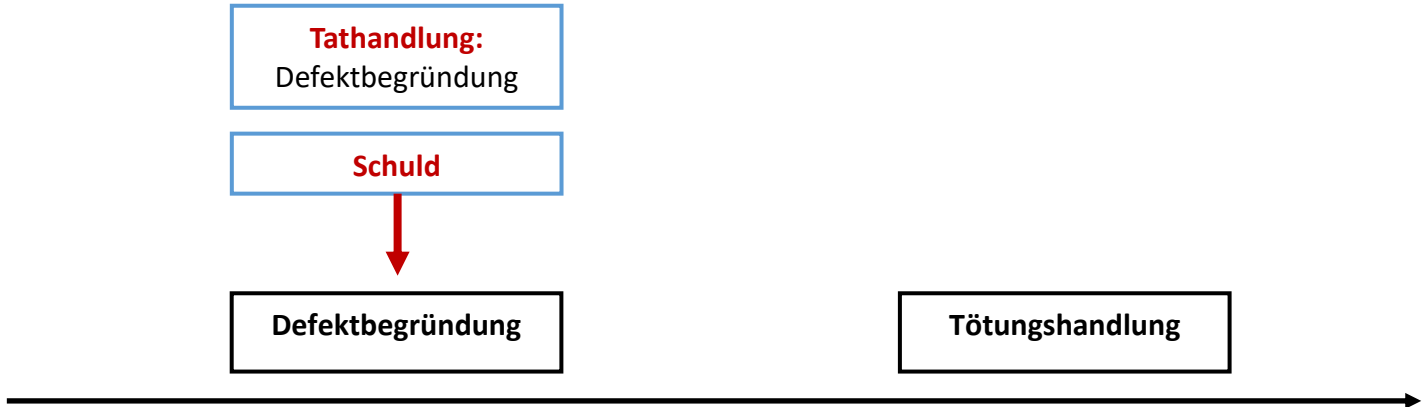 Tathandlung:
Defektbegründung
Schuld
Defektbegründung
Tötungshandlung